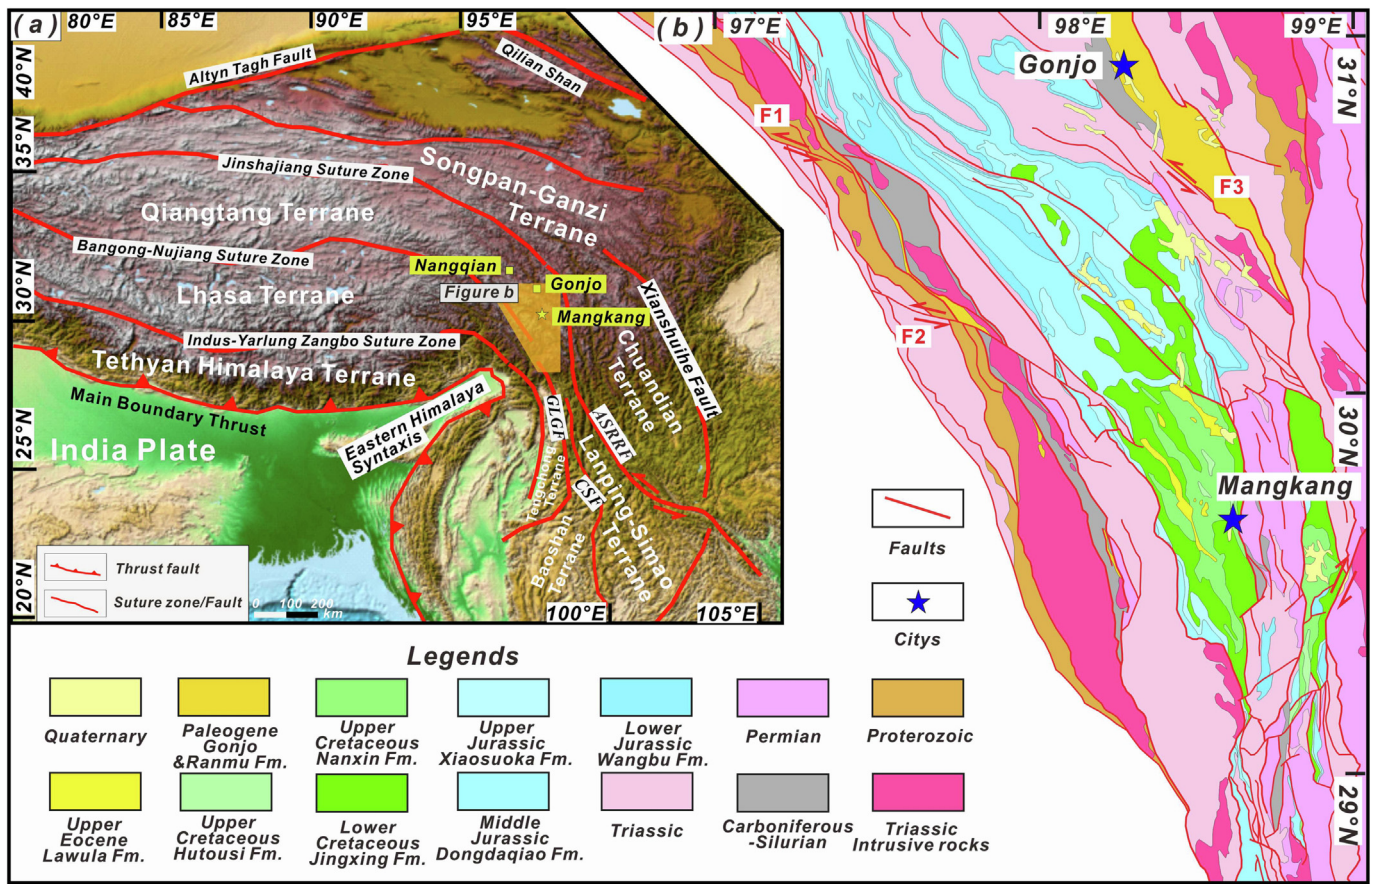 (a)
80°E
85°E
90°E
95°E
40°N
35°N
30°N
25°N
20°N
100°E
105°E
Altyn Tagh Fault
Qilian Shan
Jinshajiang Suture Zone
Songpan-Ganzi
Terrane
Qiangtang Terrane
Bangong-Nujiang Suture Zone
Nangqian
Figure b
Gonjo
Mangkang
Xianshuihe Fault
Lhasa Terrane
Indus-Yarlung Zangbo Suture Zone
Tethyan Himalaya Terrane
Main Boundary Thrust
India Plate
Eastern Himalaya
Syntaxis
Chuandian
Terrane
GLGF
ASRRF
CSF
Tengchong
Terrane
Baoshan
Terrane
Lanping-Simao
Terrane
Thrust fault
Suture zone/Fault
0 100 200
km
(b)
97°E
98°E
99°E
31°N
30°N
29°N
Gonjo
F1
F3
F2
Mangkang
Faults
Citys
Legends
Quaternary
Paleogene
Gonjo
&Ranmu Fm.
Upper
Cretaceous
Nanxin Fm.
Upper
Jurassic
Xiaosuoka Fm.
Lower
Jurassic
Wangbu Fm.
Permian
Proterozoic
Upper
Eocene
Lawula Fm.
Upper
Cretaceous
Hutousi Fm.
Lower
Cretaceous
Jingxing Fm.
Middle
Jurassic
Dongdaqiao Fm.
Triassic
Carboniferous
-Silurian
Triassic
Intrusive rocks